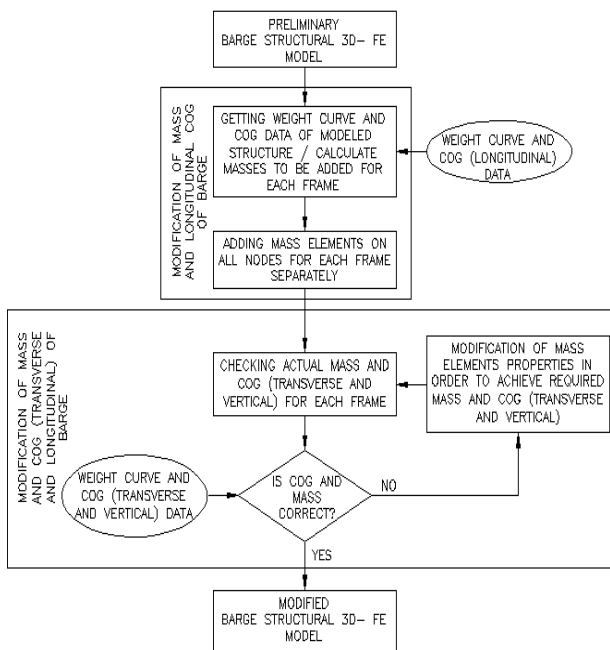 PRELIMINARY
BARGE STRUCTURAL 3D- FE
MODEL
MODIFICATION OF MASS
AND LONGITUDINAL COG
OF BARGE
GETTING WEIGHT CURVE AND
COG DATA OF MODELED
STRUCTURE / CALCULATE
MASSES TO BE ADDED FOR
EACH FRAME
WEIGHT CURVE AND
COG (LONGITUDINAL)
DATA
ADDING MASS ELEMENTS ON
ALL NODES FOR EACH FRAME
SEPARATELY
MODIFICATION OF MASS
AND COG (TRANSVERSE
AND LONGITUDINAL) OF
BARGE
CHECKING ACTUAL MASS AND
COG (TRANSVERSE AND
VERTICAL) FOR EACH FRAME
MODIFICATION OF MASS
ELEMENTS PROPERTIES IN
ORDER TO ACHIEVE REQUIRED
MASS AND COG (TRANSVERSE
AND VERTICAL)
WEIGHT CURVE AND
COG (TRANSVERSE
AND VERTICAL) DATA
IS COG AND
MASS
CORRECT?
NO
YES
MODIFIED
BARGE STRUCTURAL 3D- FE
MODEL